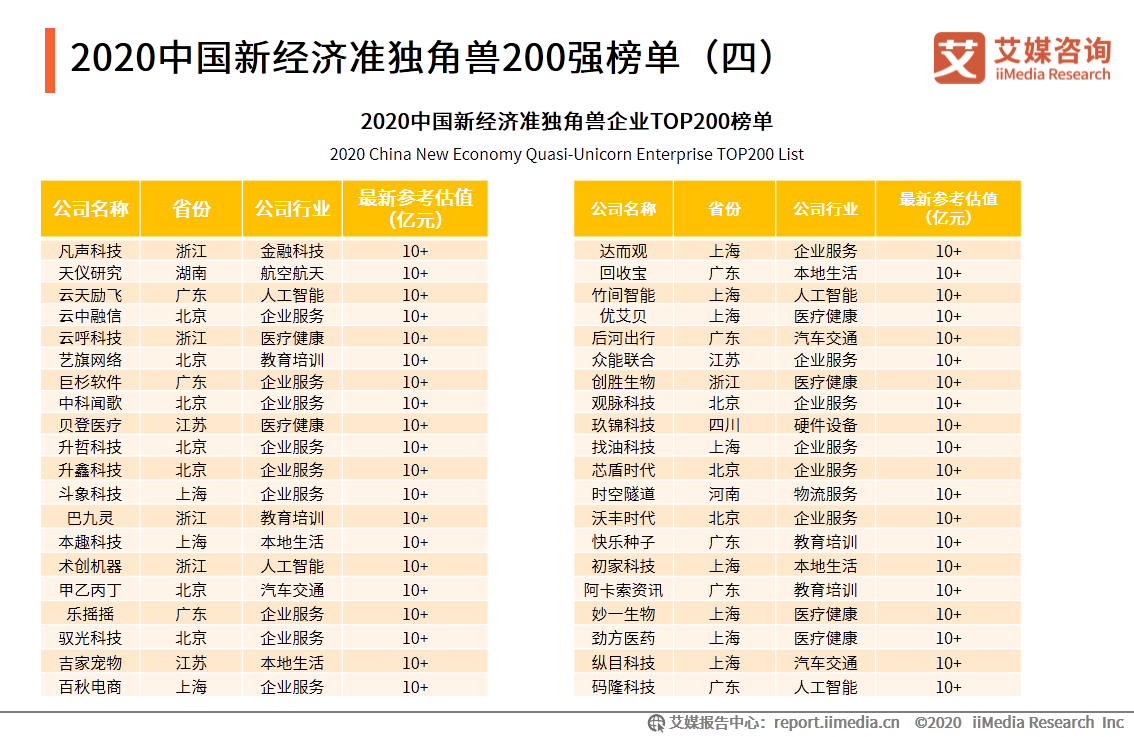 2020中国新经济准独角兽200强榜单（四）
艾媒咨询
iiMedia Research
2020中国新经济准独角兽企业TOP200榜单
2020 China New Economy Quasi-Unicorn Enterprise TOP200 List
公司名称 省份 公司行业 最新参考估值（亿元）
凡声科技 浙江 金融科技 10+
天仪研究 湖南 航空航天 10+
云天励飞 广东 人工智能 10+
云中融信 北京 企业服务 10+
云呼科技 浙江 医疗健康 10+
艺旗网络 北京 教育培训 10+
巨杉软件 广东 企业服务 10+
中科闻歌 北京 企业服务 10+
贝登医疗 江苏 医疗健康 10+
升哲科技 北京 企业服务 10+
升鑫科技 北京 企业服务 10+
斗象科技 上海 企业服务 10+
巴九灵 浙江 教育培训 10+
本趣科技 上海 本地生活 10+
术创机器 浙江 人工智能 10+
甲乙丙丁 北京 汽车交通 10+
乐摇摇 广东 企业服务 10+
驭光科技 北京 企业服务 10+
吉家宠物 江苏 本地生活 10+
百秋电商 上海 企业服务 10+
公司名称 省份 公司行业 最新参考估值（亿元）
达而观 上海 企业服务 10+
回收宝 广东 本地生活 10+
竹间智能 上海 人工智能 10+
优艾贝 上海 医疗健康 10+
后河出行 广东 汽车交通 10+
众能联合 江苏 企业服务 10+
创胜生物 浙江 医疗健康 10+
观脉科技 北京 企业服务 10+
玖锦科技 四川 硬件设备 10+
找油科技 上海 企业服务 10+
芯盾时代 北京 企业服务 10+
时空隧道 河南 物流服务 10+
沃丰时代 北京 企业服务 10+
快乐种子 广东 教育培训 10+
初家科技 上海 本地生活 10+
阿卡索资讯 广东 教育培训 10+
妙一生物 上海 医疗健康 10+
劲方医药 上海 医疗健康 10+
纵目科技 上海 汽车交通 10+
码隆科技 广东 人工智能 10+
艾媒报告中心：report.iimedia.cn ©2020 iiMedia Research Inc